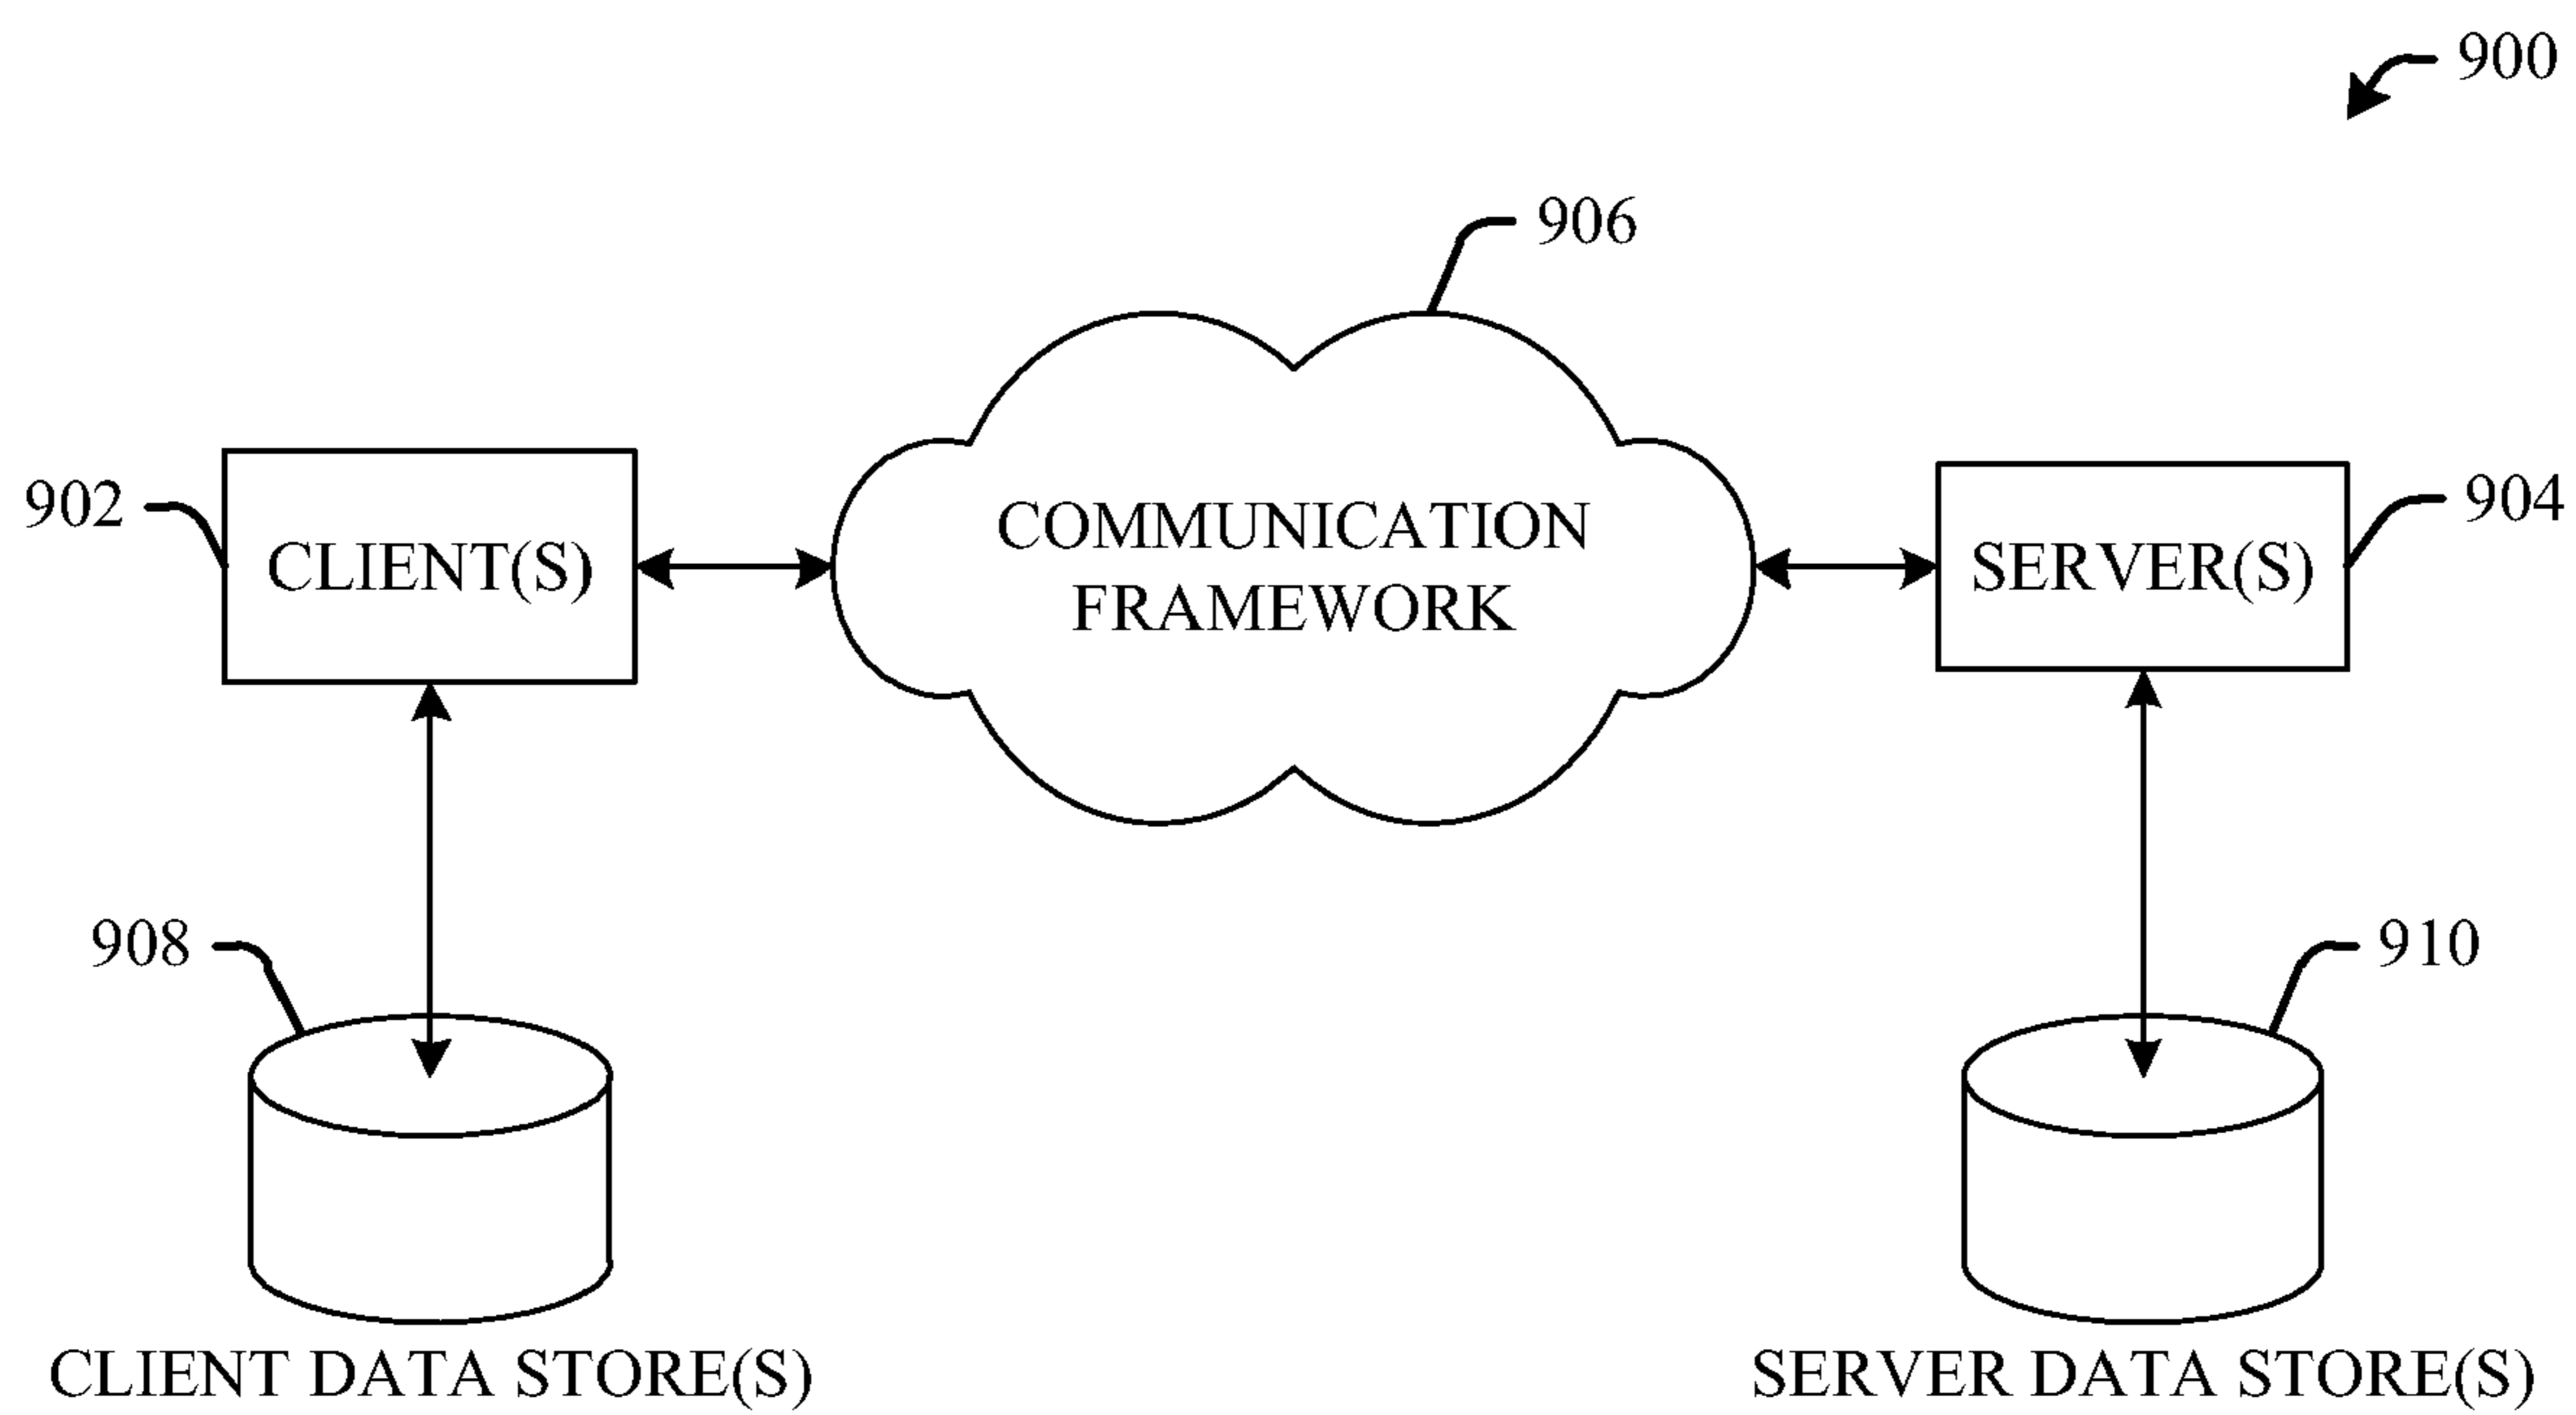 900
906
902
CLIENT(S)
COMMUNICATION
FRAMEWORK
SERVER(S)
904
908
910
CLIENT DATA STORE(S)
SERVER DATA STORE(S)